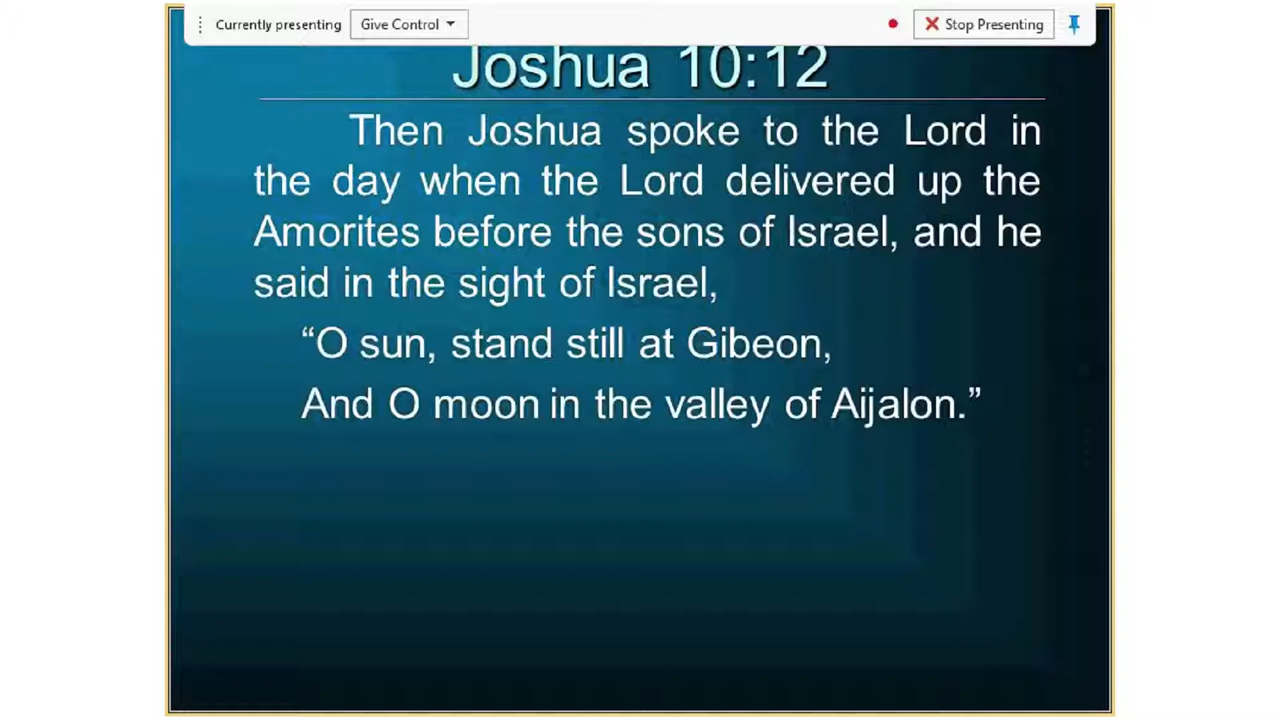 Currently presenting Give Control Stop Presenting
Joshua 10:12
Then Joshua spoke to the Lord in
the day when the Lord delivered up the
Amorites before the sons of Israel, and he
said in the sight of Israel,
“O sun, stand still at Gibeon,
And O moon in the valley of Aijalon.”